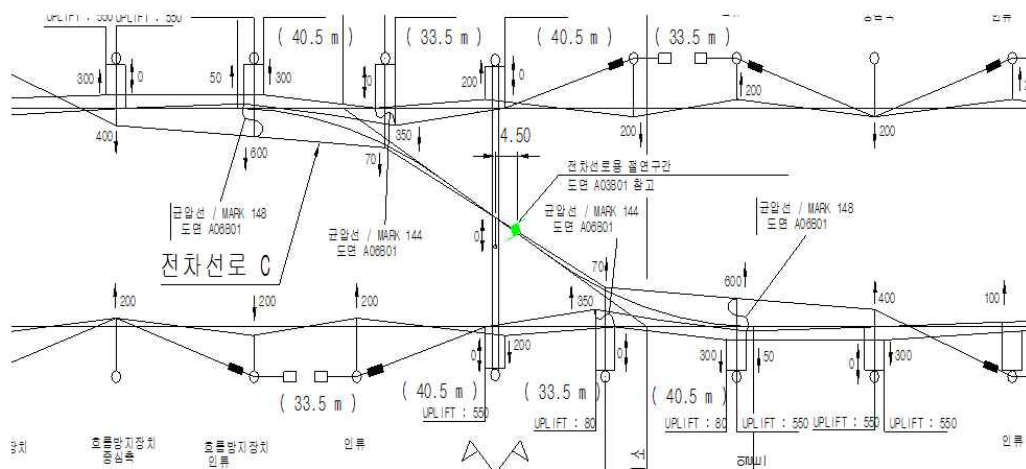 UPLIFT : 550
UPLIFT : 550
( 40.5 m )
( 33.5 m )
( 40.5 m )
( 33.5 m )
인류
300
0
50
300
0
200
0
200
400
600
70
350
4.50
200
200
전차선로용 절연구간
도면 A03B01 참고
균압선 / MARK 148
도면 A06B01
균압선 / MARK 144
도면 A06B01
0
균압선 / MARK 144
도면 A06B01
균압선 / MARK 148
도면 A06B01
전차선로 C
70
600
200
200
200
350
400
100
200
0
0
300
50
0
300
( 33.5 m )
( 40.5 m )
( 33.5 m )
( 40.5 m )
UPLIFT : 550
UPLIFT : 80
UPLIFT : 80
UPLIFT : 550
UPLIFT : 550
흐름방지장치
중심축
흐름방지장치
인류
인류
인류